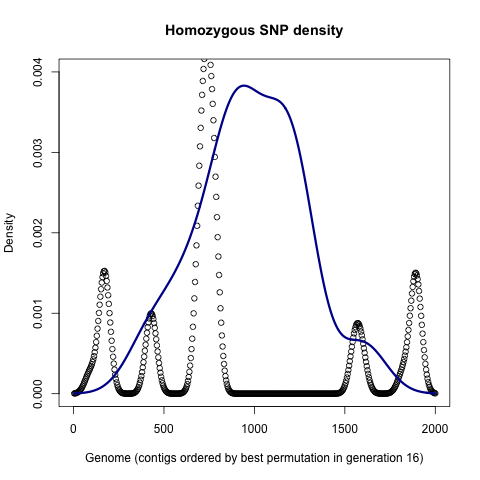 Homozygous SNP density
Density
0.004
0.003
0.002
0.001
0.000
0 500 1000 1500 2000
Genome (contigs ordered by best permutation in generation 16)